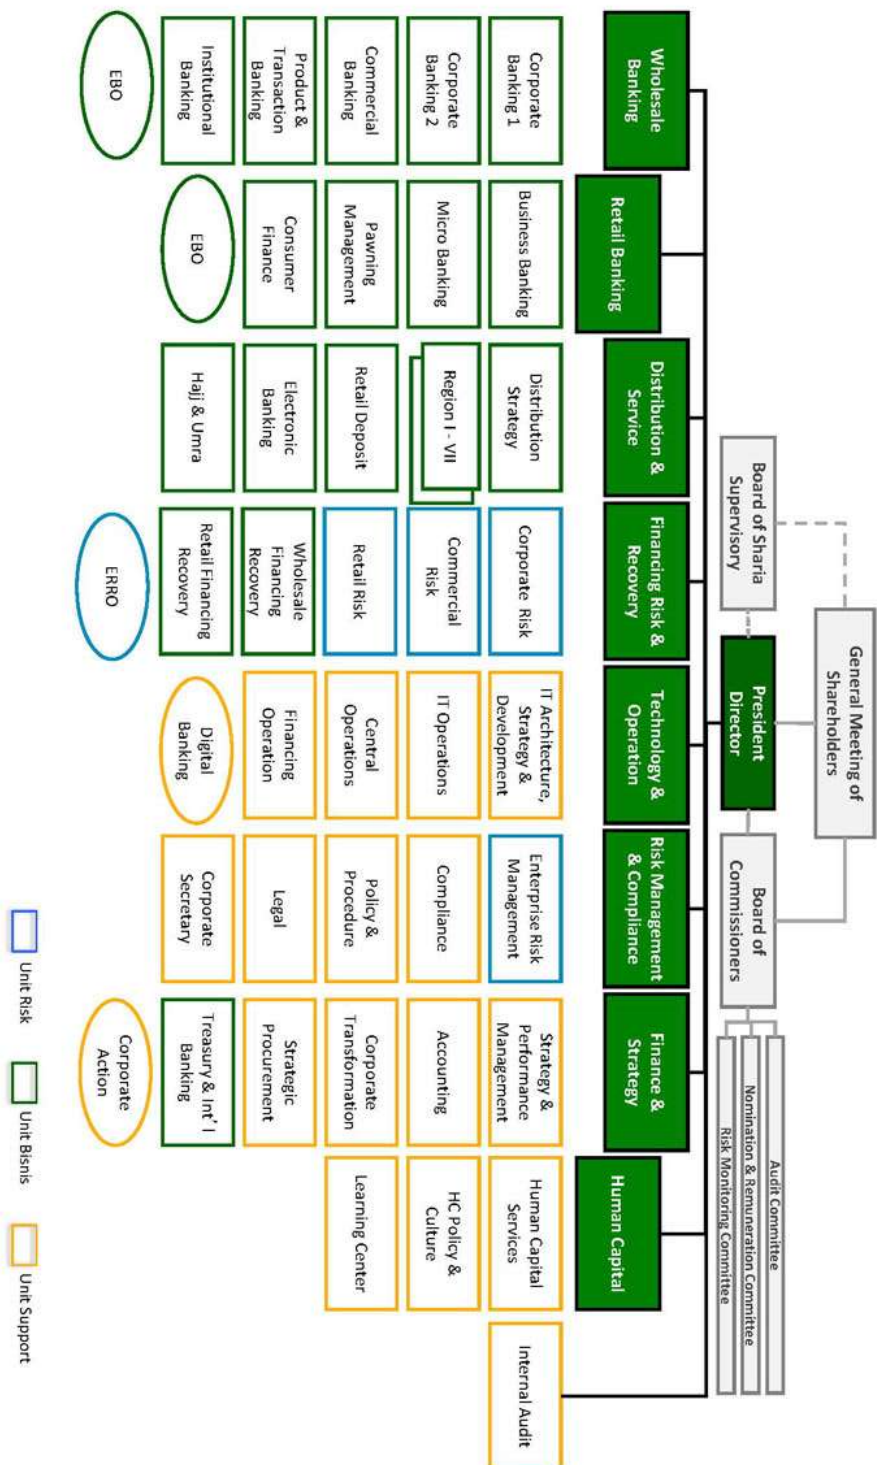 General Meeting of
Shareholders
Board of Sharia
Supervisory
President
Director
Board of
Commissioners
Audit Committee
Nomination & Remuneration Committee
Risk Monitoring Committee
Wholesale
Banking
Retail Banking
Distribution &
Service
Financing Risk &
Recovery
Technology &
Operation
Risk Management
& Compliance
Finance &
Strategy
Human Capital
Corporate
Banking 1
Business Banking
Distribution
Strategy
Corporate Risk
IT Architecture,
Strategy &
Development
Enterprise Risk
Management
Strategy &
Performance
Management
Human Capital
Services
Internal Audit
Corporate
Banking 2
Micro Banking
Region I - VII
Commercial
Risk
IT Operations
Compliance
Accounting
HC Policy &
Culture
Commercial
Banking
Pawning
Management
Retail Deposit
Retail Risk
Central
Operations
Policy &
Procedure
Corporate
Transformation
Learning Center
Product &
Transaction
Banking
Consumer
Finance
Electronic
Banking
Wholesale
Financing
Recovery
Financing
Operation
Legal
Strategic
Procurement
Institutional
Banking
EBO
Hajj & Umra
Retail Financing
Recovery
Digital
Banking
Corporate
Secretary
Treasury & Int' l
Banking
EBO
ERRO
Corporate
Action
Unit Risk
Unit Bisnis
Unit Support